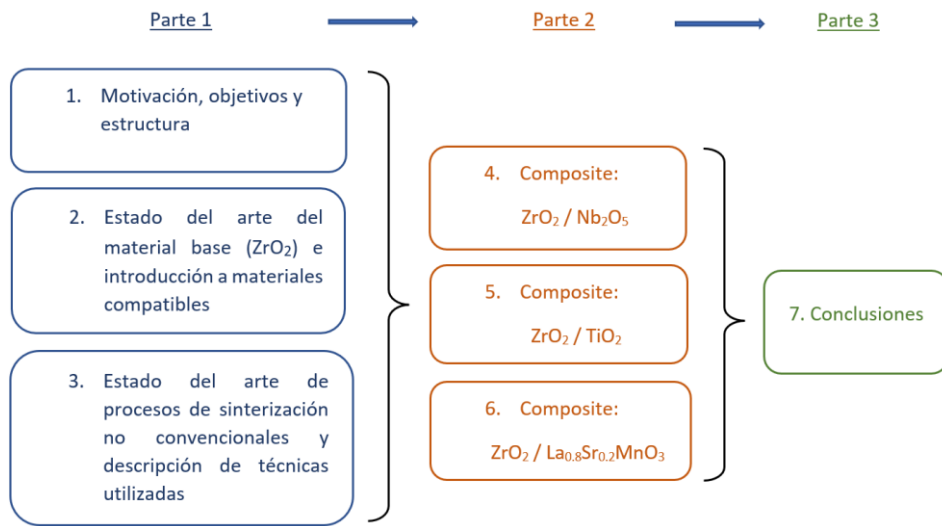 Parte 1
Parte 2
Parte 3
1. Motivación, objetivos y
estructura
2. Estado del arte del
material base (ZrO₂) e
introducción a materiales
compatibles
3. Estado del arte de
procesos de sinterización
no convencionales y
descripción de técnicas
utilizadas
4. Composite:
ZrO₂ / Nb₂O₅
5. Composite:
ZrO₂ / TiO₂
6. Composite:
ZrO₂ / La₀.₈Sr₀.₂MnO₃
7. Conclusiones